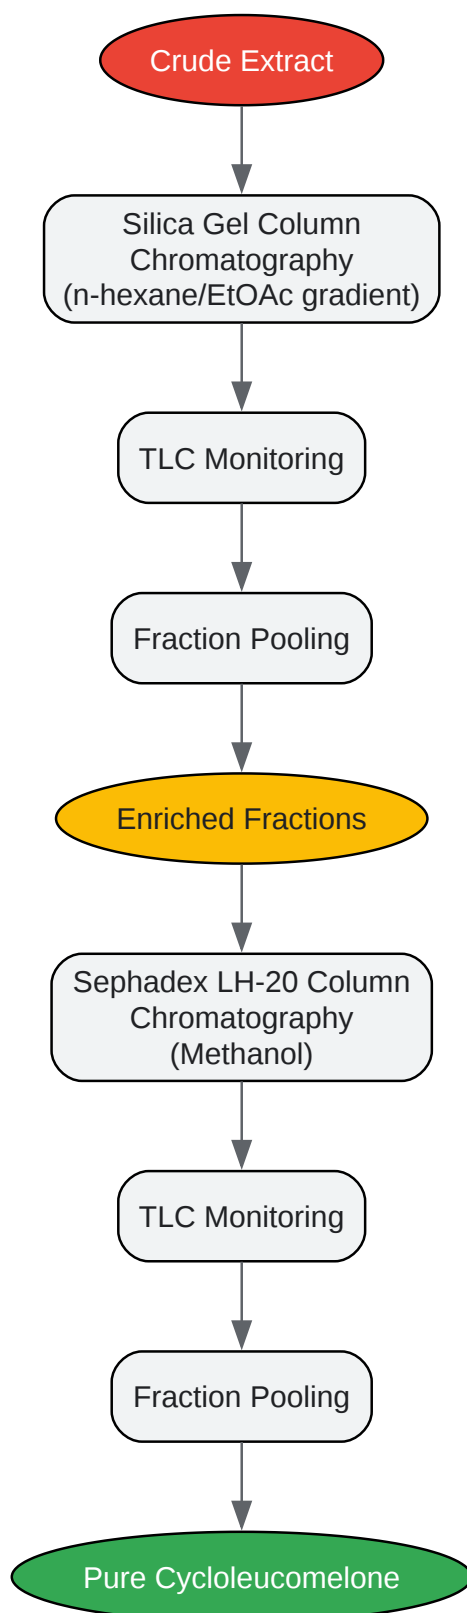 Crude Extract
Silica Gel Column
Chromatography
(n-hexane/EtOAc gradient)
TLC Monitoring
Fraction Pooling
Enriched Fractions
Sephadex LH-20 Column
Chromatography
(Methanol)
TLC Monitoring
Fraction Pooling
Pure Cycloleucomelone